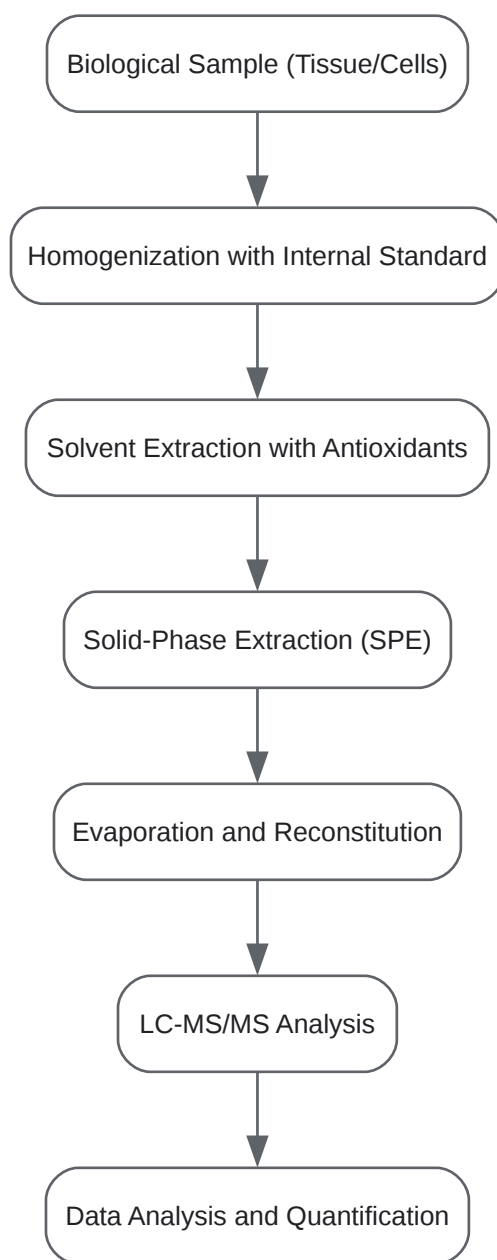 Biological Sample (Tissue/Cells)
Homogenization with Internal Standard
Solvent Extraction with Antioxidants
Solid-Phase Extraction (SPE)
Evaporation and Reconstitution
LC-MS/MS Analysis
Data Analysis and Quantification